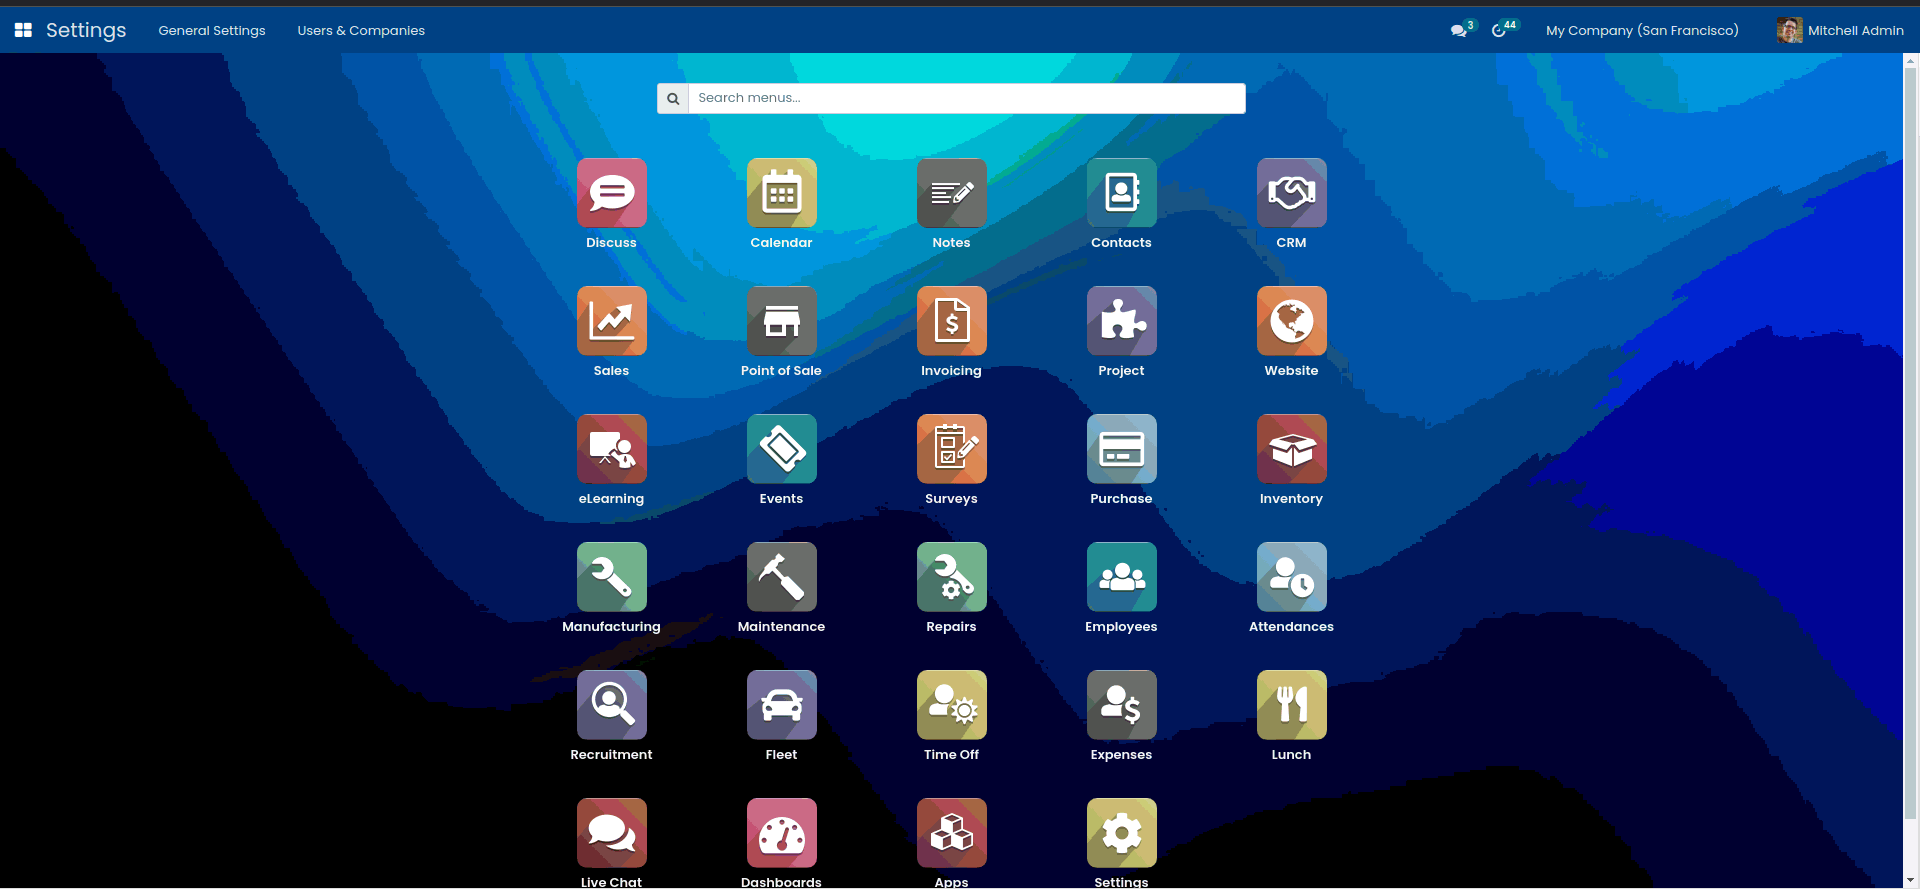 Settings General Settings Users & Companies 3 44 My Company (San Francisco) Mitchell Admin
Search menus...
Discuss Calendar Notes Contacts CRM
Sales Point of Sale Invoicing Project Website
eLearning Events Surveys Purchase Inventory
Manufacturing Maintenance Repairs Employees Attendances
Recruitment Fleet Time Off Expenses Lunch
Live Chat Dashboards Apps Settings